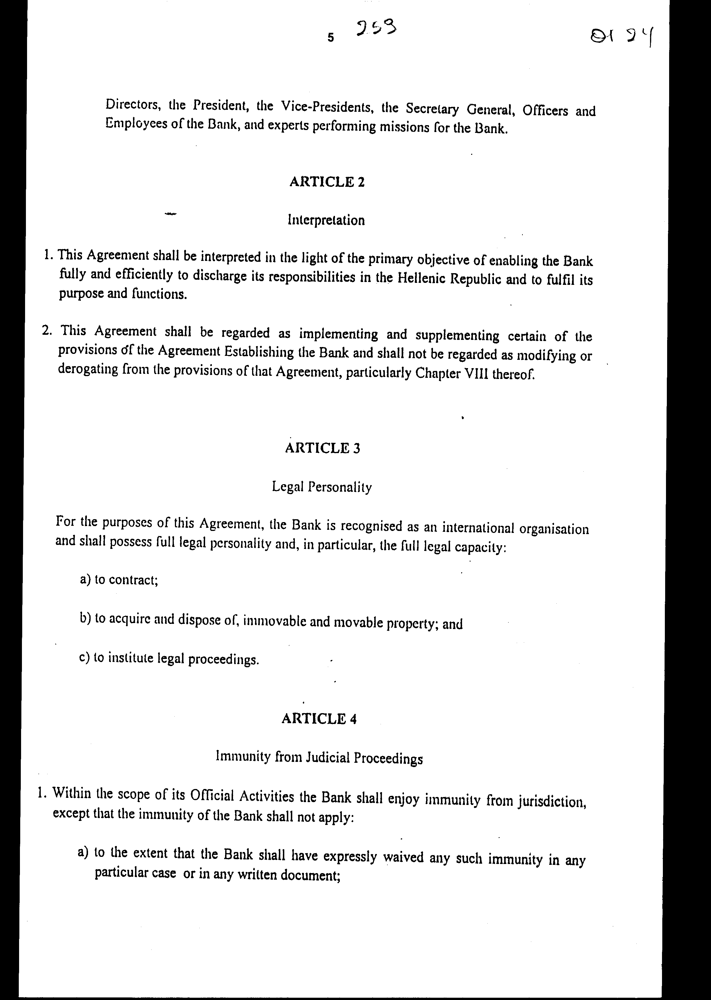 5
259
24
Directors, the President, the Vice-Presidents, the Secretary General, Officers and
Employees of the Bank, and experts performing missions for the Bank.
ARTICLE 2
Interpretation
1. This Agreement shall be interpreted in the light of the primary objective of enabling the Bank
fully and efficiently to discharge its responsibilities in the Hellenic Republic and to fulfil its
purpose and functions.
2. This Agreement shall be regarded as implementing and supplementing certain of the
provisions of the Agreement Establishing the Bank and shall not be regarded as modifying or
derogating from the provisions of that Agreement, particularly Chapter VIII thereof.
ARTICLE 3
Legal Personality
For the purposes of this Agreement, the Bank is recognised as an international organisation
and shall possess full legal personality and, in particular, the full legal capacity:
a) to contract;
b) to acquire and dispose of, immovable and movable property; and
c) to institute legal proceedings.
ARTICLE 4
Immunity from Judicial Proceedings
1. Within the scope of its Official Activities the Bank shall enjoy immunity from jurisdiction,
except that the immunity of the Bank shall not apply:
a) to the extent that the Bank shall have expressly waived any such immunity in any
particular case or in any written document;